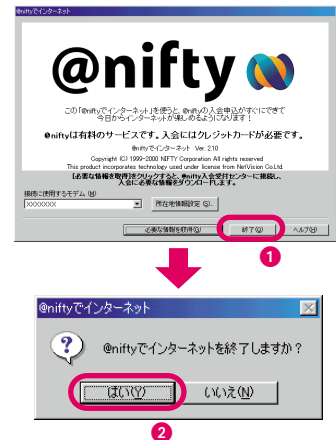 @niftyでインターネット
@nifty
この「@niftyでインターネット」を使うと、@niftyの入会申込がすぐにできて
今日からインターネットが楽しめるようになります！
@niftyは有料のサービスです。入会にはクレジットカードが必要です。
@niftyでインターネット Ver. 2.10
Copyright (C) 1999-2000 NIFTY Corporation All rights reserved
This product incorporates technology used under license from NetVision Co.Ltd.
[必要な情報を取得]をクリックすると、@nifty入会受付センターに接続し、
入会に必要な情報をダウンロードします。
接続に使用するモデム (M)
XXXXXXX
所在地情報設定 (L)...
必要な情報を取得(G)
終了(Q)
ヘルプ(H)
1
@niftyでインターネット
@niftyでインターネットを終了しますか？
はい(Y)
いいえ(N)
2